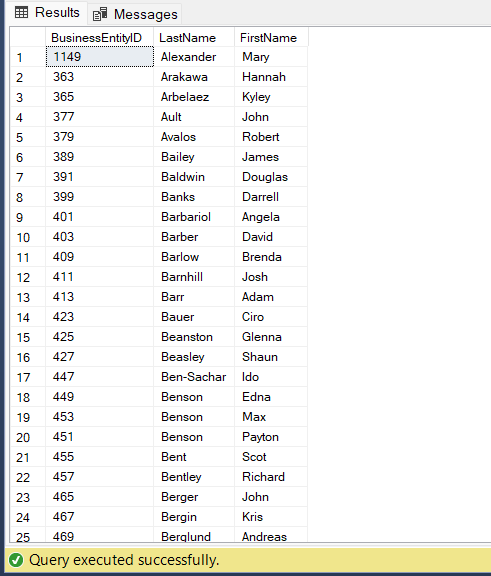 Results Messages
BusinessEntityID LastName FirstName
1 1149 Alexander Mary
2 363 Arakawa Hannah
3 365 Arbelaez Kyley
4 377 Ault John
5 379 Avalos Robert
6 389 Bailey James
7 391 Baldwin Douglas
8 399 Banks Darrell
9 401 Barbariol Angela
10 403 Barber David
11 409 Barlow Brenda
12 411 Barnhill Josh
13 413 Barr Adam
14 423 Bauer Ciro
15 425 Beanston Glenna
16 427 Beasley Shaun
17 447 Ben-Sachar Ido
18 449 Benson Edna
19 453 Benson Max
20 451 Benson Payton
21 455 Bent Scot
22 457 Bentley Richard
23 465 Berger John
24 467 Bergin Kris
25 469 Berglund Andreas
Query executed successfully.